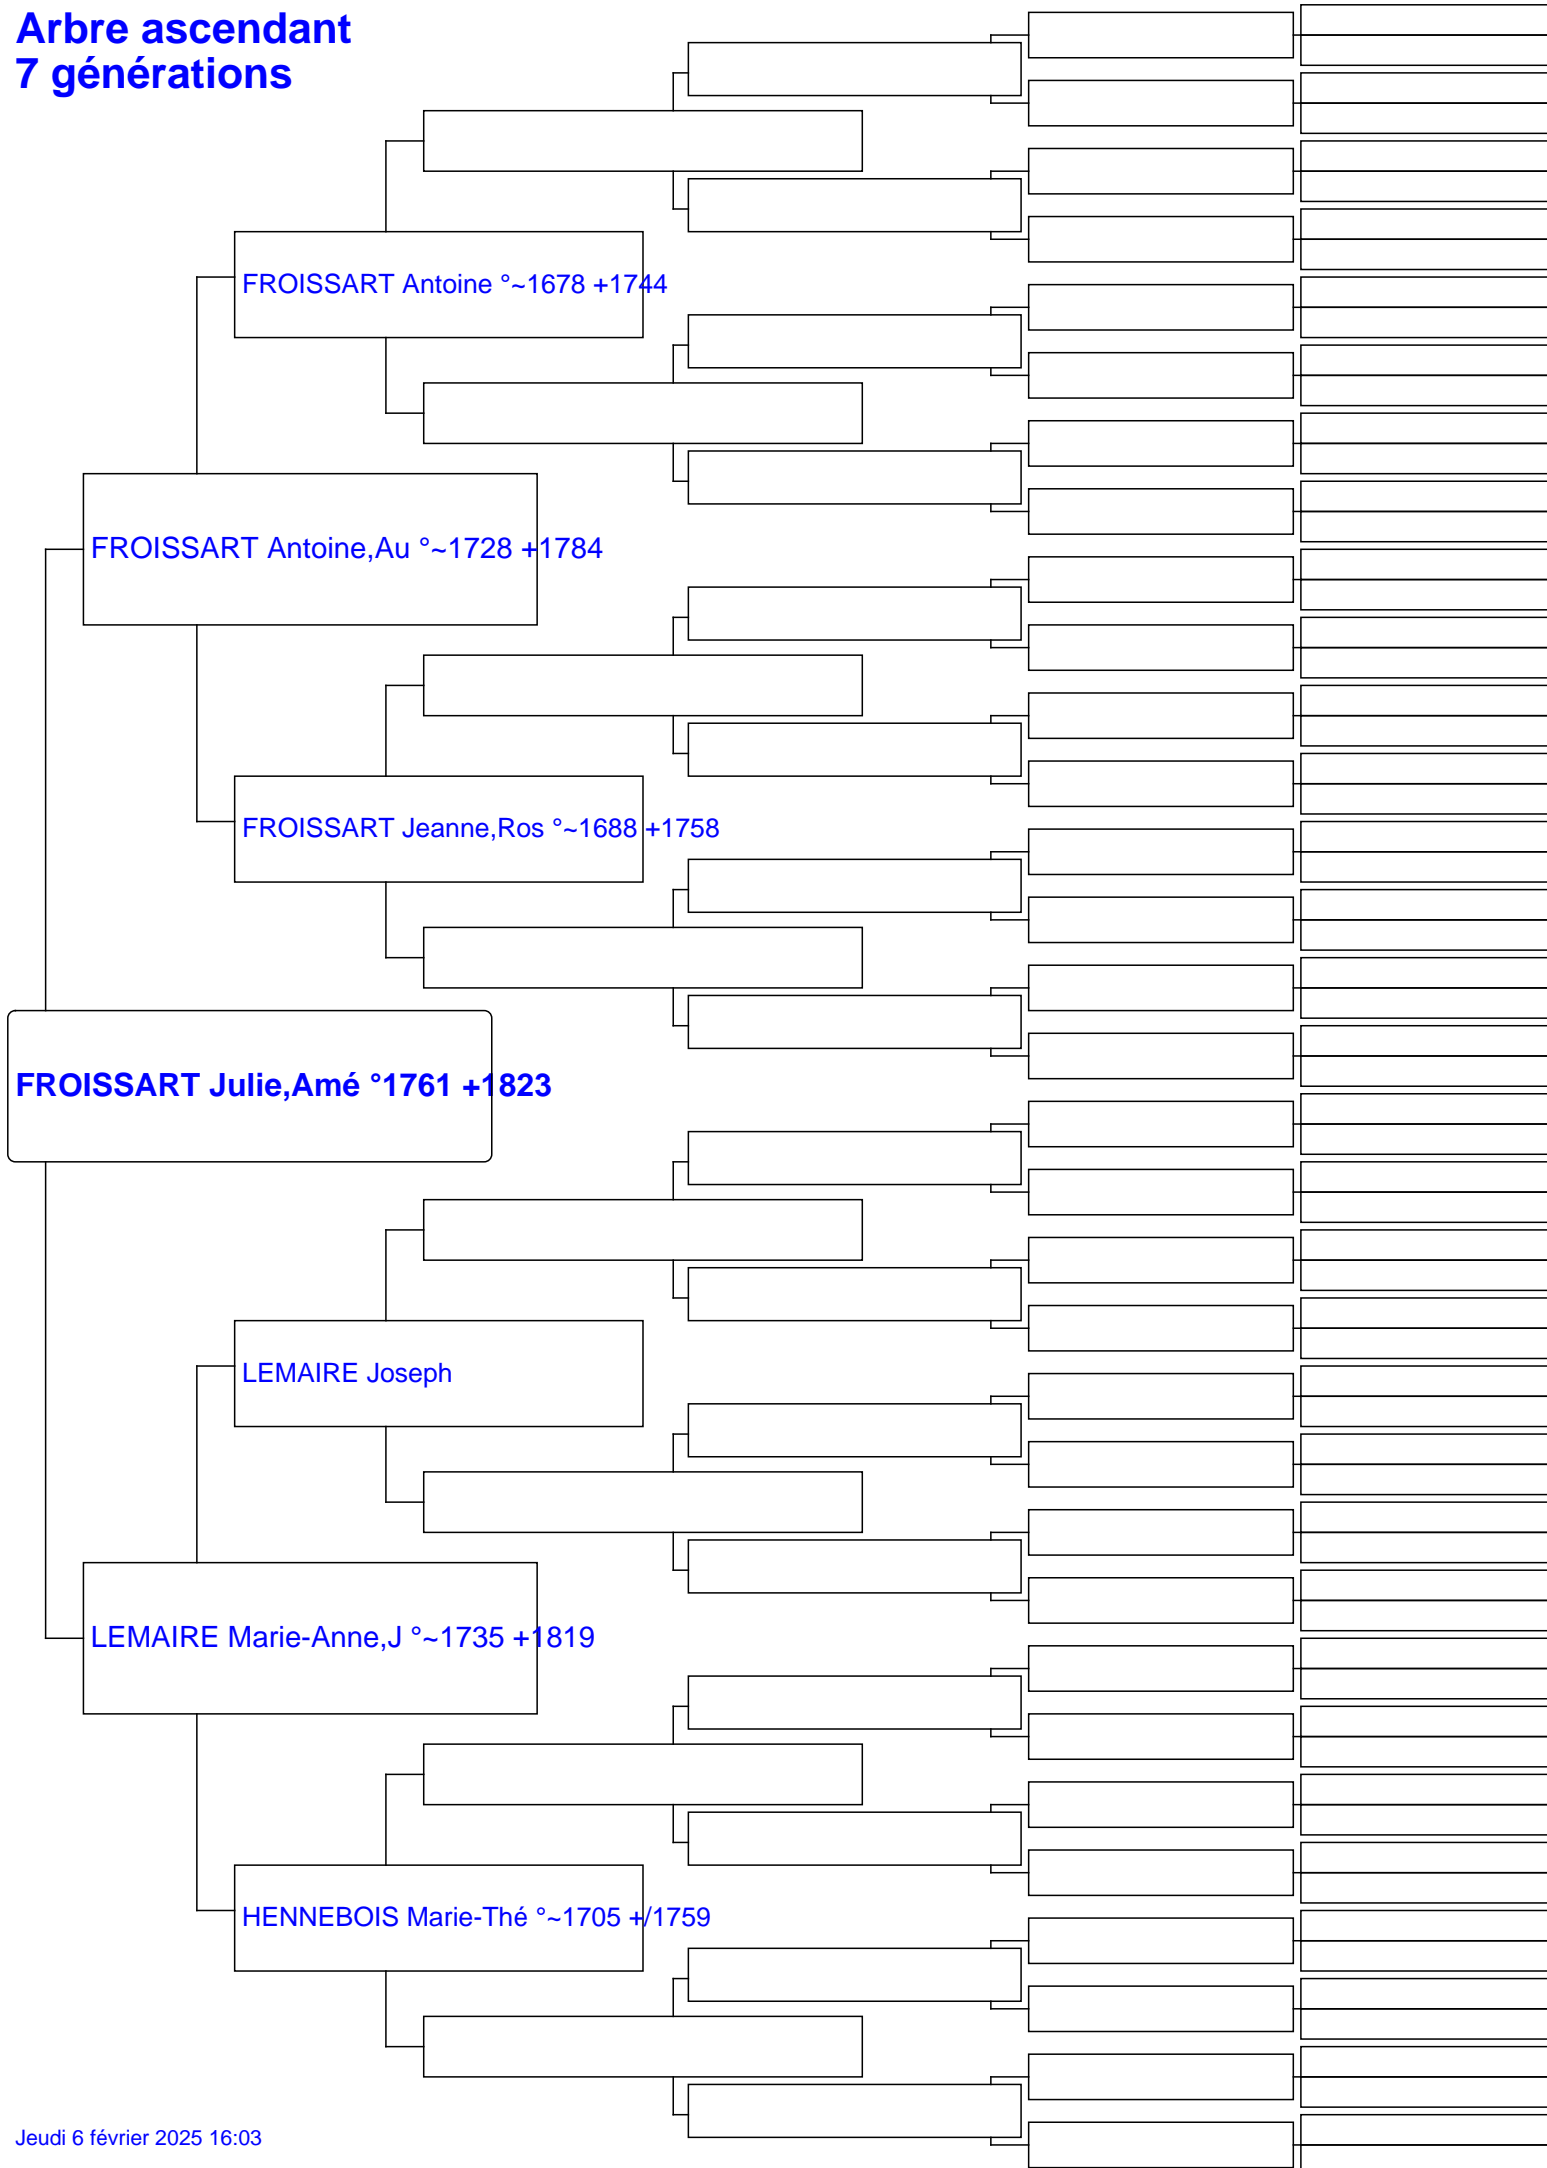 Arbre ascendant
7 générations
FROISSART Antoine °~1678 +1744
FROISSART Antoine,Au °~1728 +1784
FROISSART Jeanne,Ros °~1688 +1758
FROISSART Julie,Amé °1761 +1823
LEMAIRE Joseph
LEMAIRE Marie-Anne,J °~1735 +1819
HENNEBOIS Marie-Thé °~1705 +/1759
Jeudi 6 février 2025 16:03